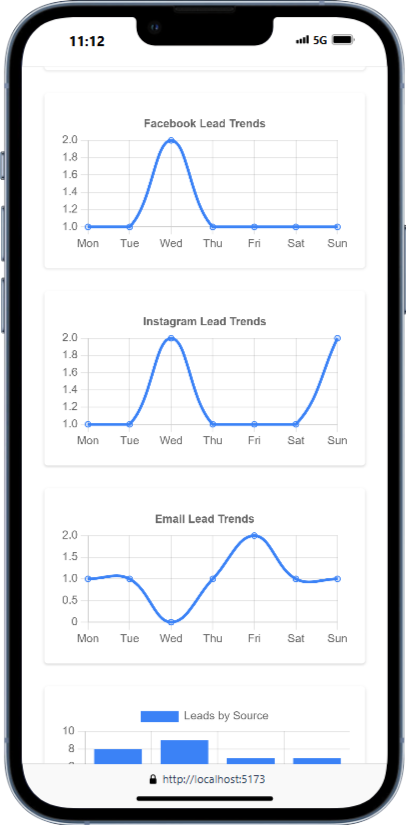 11:12 5G
Facebook Lead Trends
2.0
1.8
1.6
1.4
1.2
1.0
Mon Tue Wed Thu Fri Sat Sun
Instagram Lead Trends
2.0
1.8
1.6
1.4
1.2
1.0
Mon Tue Wed Thu Fri Sat Sun
Email Lead Trends
2.0
1.5
1.0
0.5
0
Mon Tue Wed Thu Fri Sat Sun
Leads by Source
10
8
http://localhost:5173